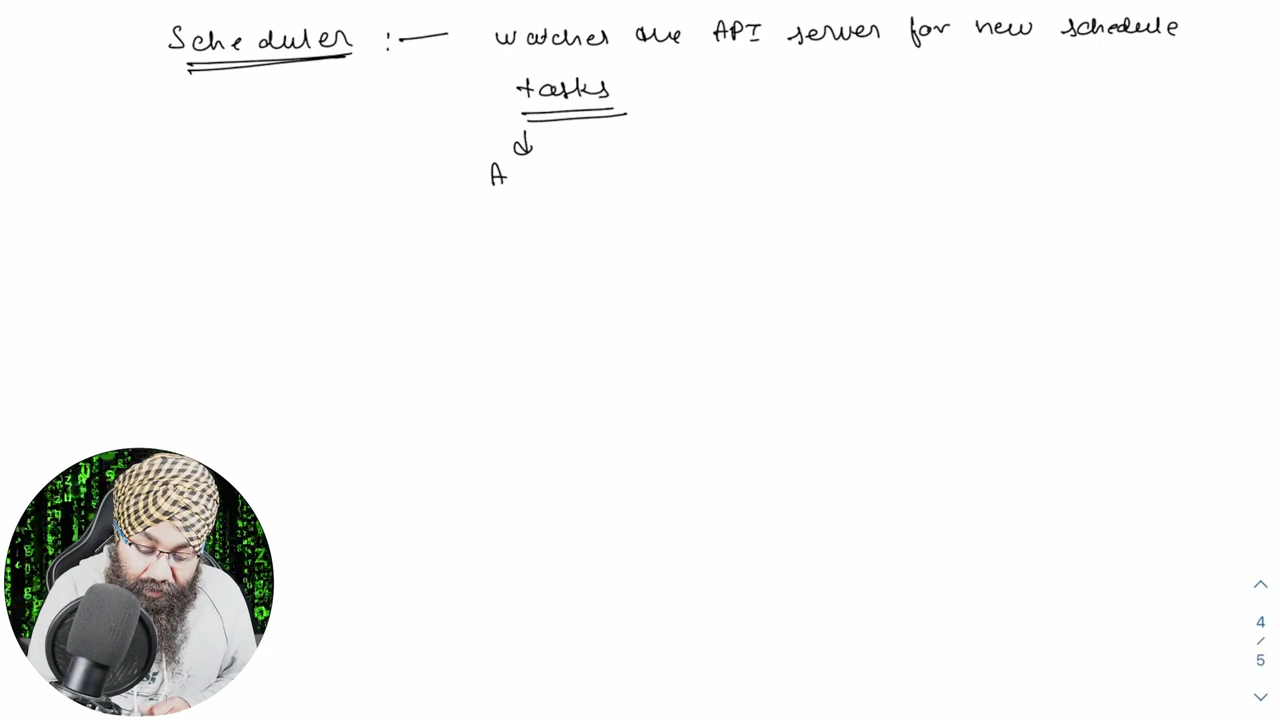 Scheduler :— watches the API server for new schedule
tasks
↓
A
4
/
5